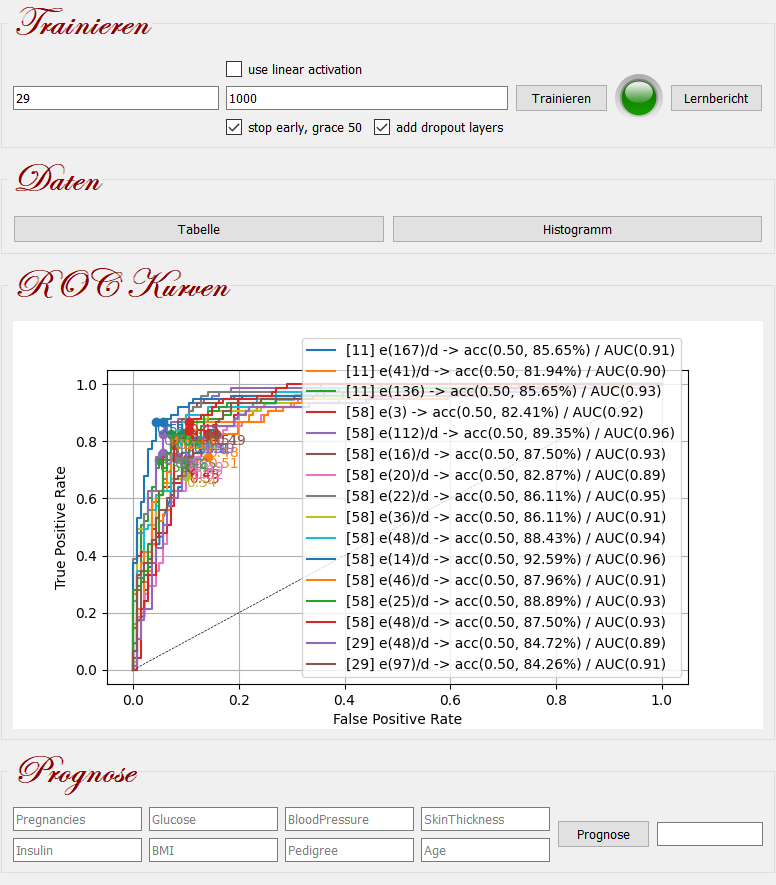 Trainieren
use linear activation
29
1000
Trainieren
Lernbericht
stop early, grace 50
add dropout layers
Daten
Tabelle
Histogramm
ROC Kurven
[11] e(167)/d -> acc(0.50, 85.65%) / AUC(0.91)
[11] e(41)/d -> acc(0.50, 81.94%) / AUC(0.90)
[11] e(136) -> acc(0.50, 85.65%) / AUC(0.93)
[58] e(3) -> acc(0.50, 82.41%) / AUC(0.92)
[58] e(112)/d -> acc(0.50, 89.35%) / AUC(0.96)
[58] e(16) -> acc(0.50, 87.50%) / AUC(0.93)
[58] e(20) -> acc(0.50, 82.87%) / AUC(0.89)
[58] e(22) -> acc(0.50, 86.11%) / AUC(0.95)
[58] e(36) -> acc(0.50, 86.11%) / AUC(0.91)
[58] e(48) -> acc(0.50, 88.43%) / AUC(0.94)
[58] e(14) -> acc(0.50, 92.59%) / AUC(0.96)
[58] e(46)/d -> acc(0.50, 87.96%) / AUC(0.91)
[58] e(25)/d -> acc(0.50, 88.89%) / AUC(0.93)
[58] e(48)/d -> acc(0.50, 87.50%) / AUC(0.93)
[29] e(48)/d -> acc(0.50, 84.72%) / AUC(0.89)
[29] e(97)/d -> acc(0.50, 84.26%) / AUC(0.91)
True Positive Rate
1.0
0.8
0.6
0.4
0.2
0.0
0.0 0.2 0.4 0.6 0.8 1.0
False Positive Rate
Prognose
Pregnancies
Glucose
BloodPressure
SkinThickness
Insulin
BMI
Pedigree
Age
Prognose